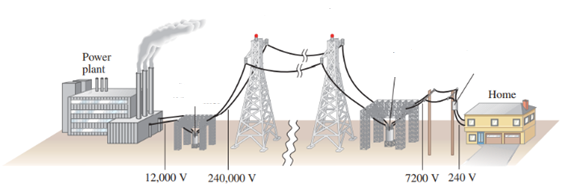 Power
plant
Home
12,000 V 240,000 V 7200 V 240 V